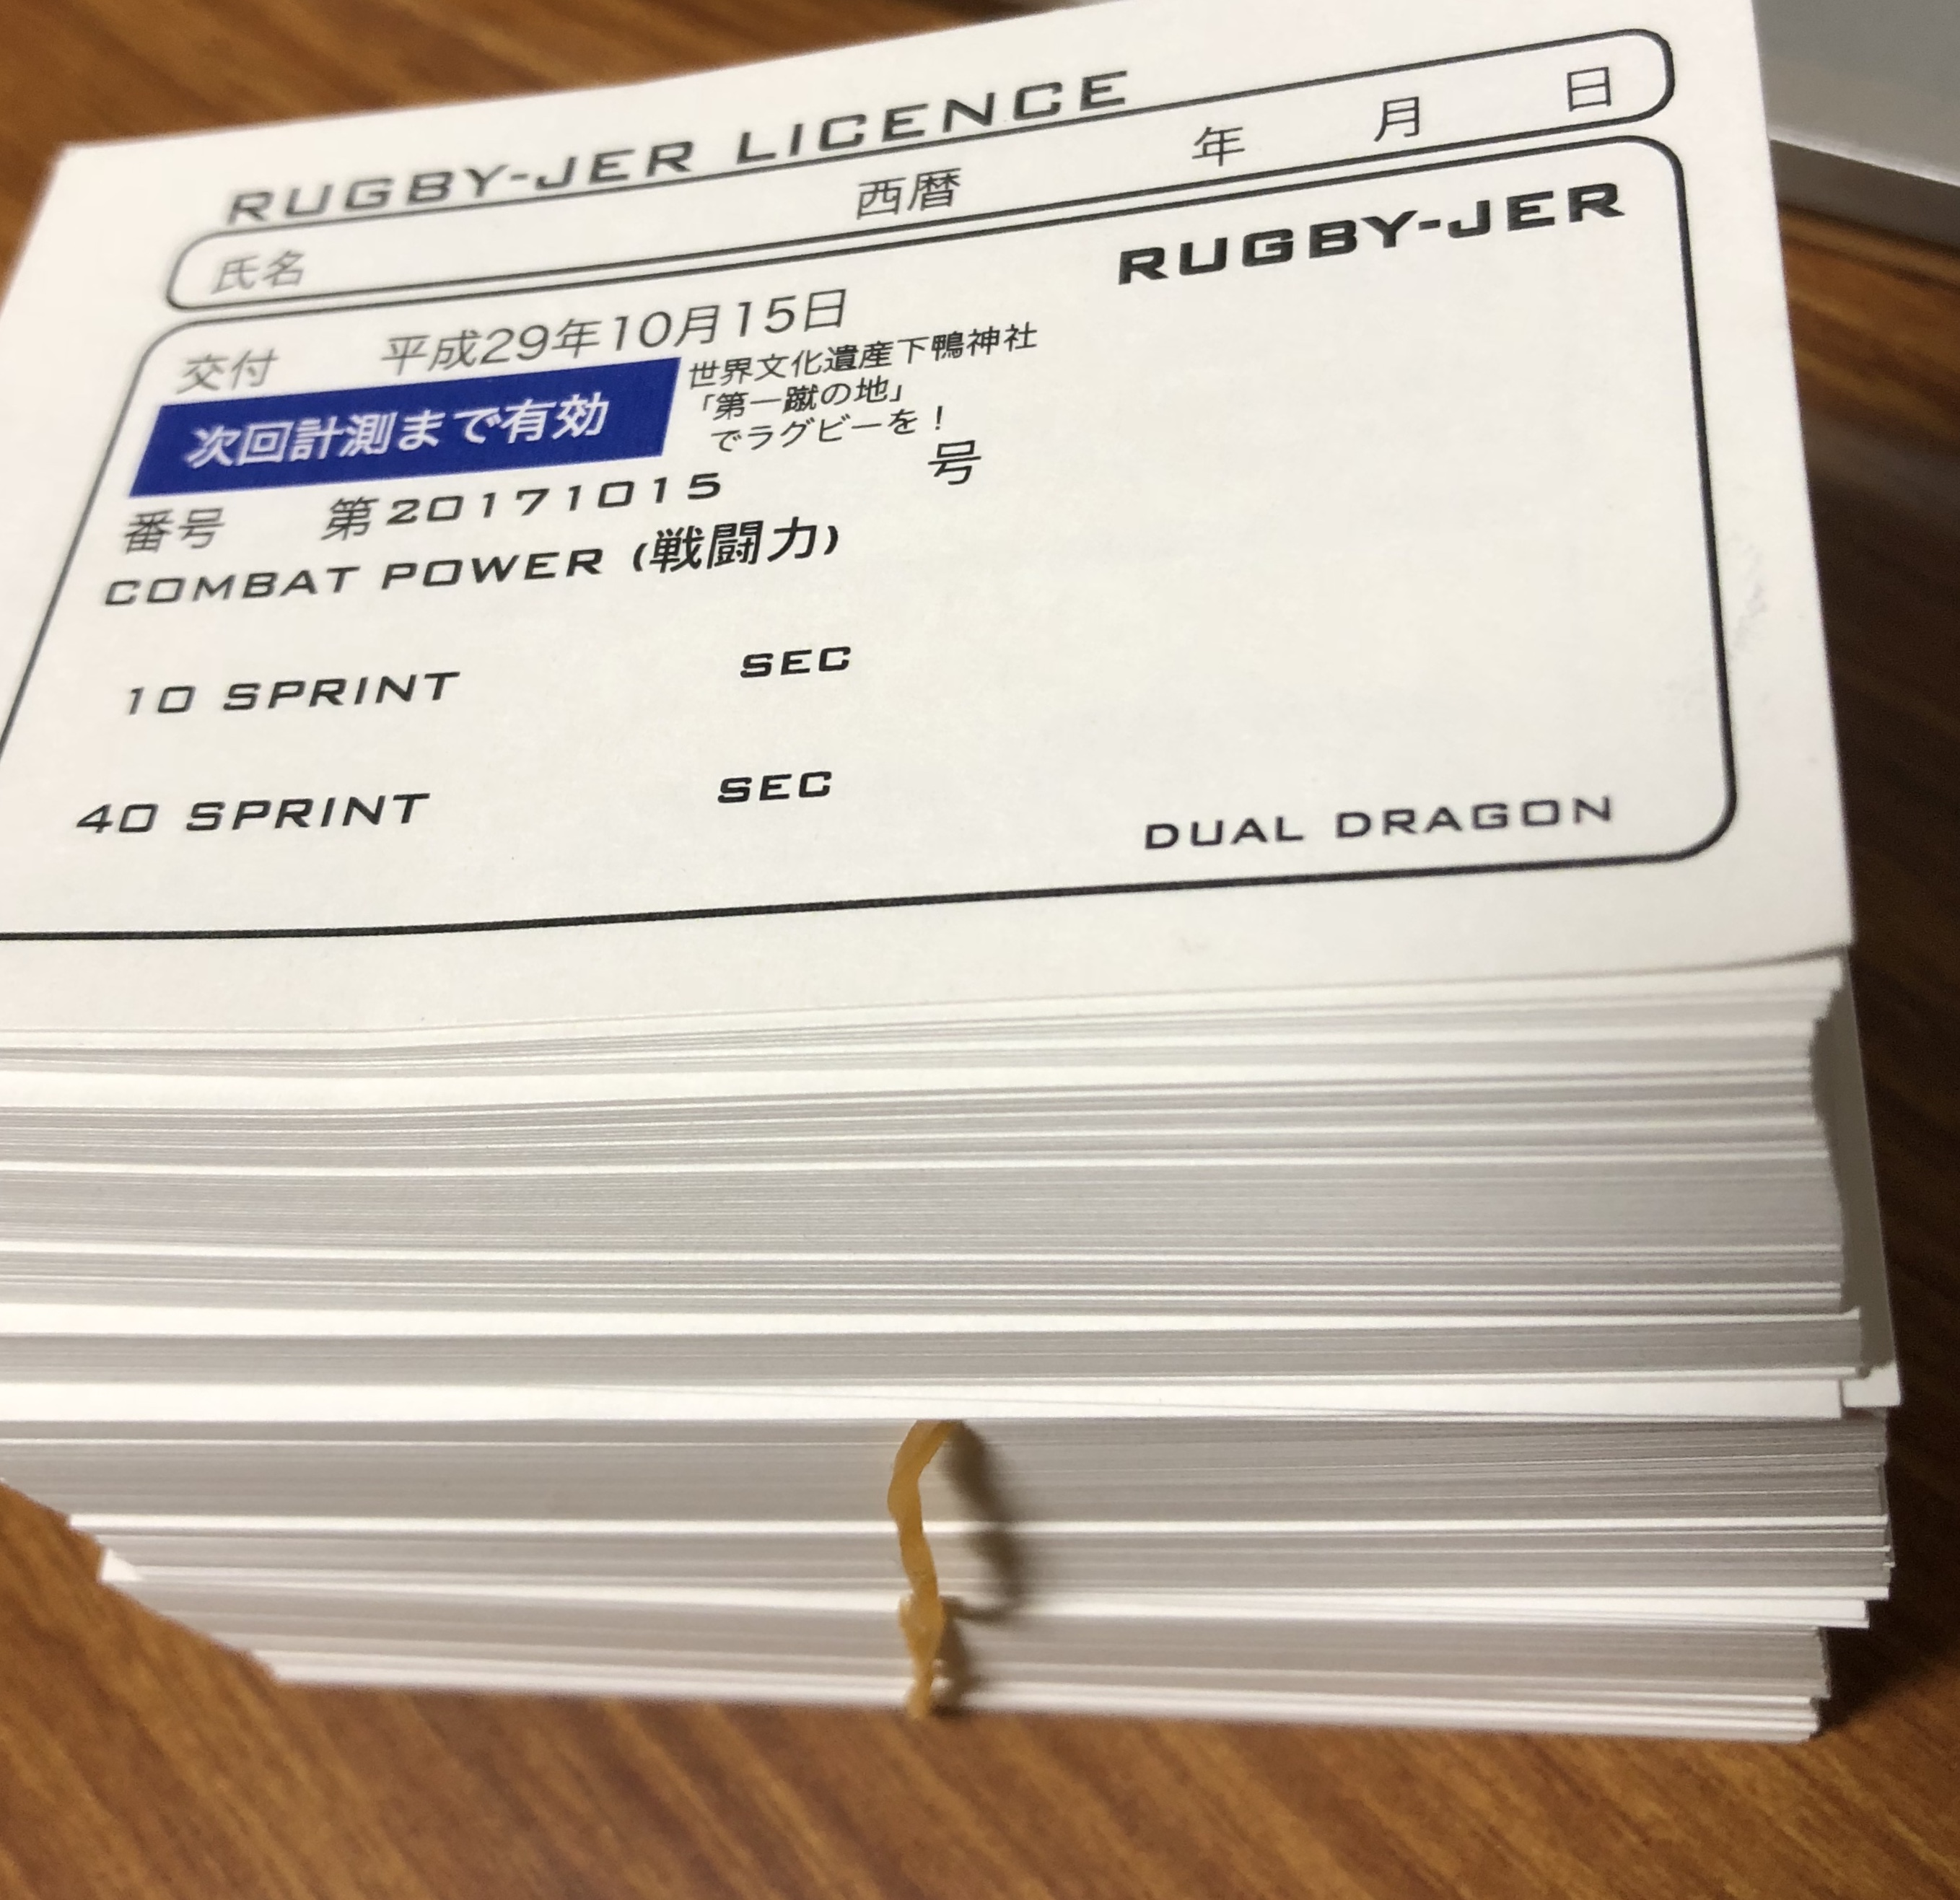 RUGBY-JER LICENCE
氏名 西暦 年 月 日
RUGBY-JER
交付 平成29年10月15日
次回計測まで有効
世界文化遺産下鴨神社
「第一蹴の地」
でラグビーを！
番号 第20171015 号
COMBAT POWER (戦闘力)
10 SPRINT SEC
40 SPRINT SEC
DUAL DRAGON